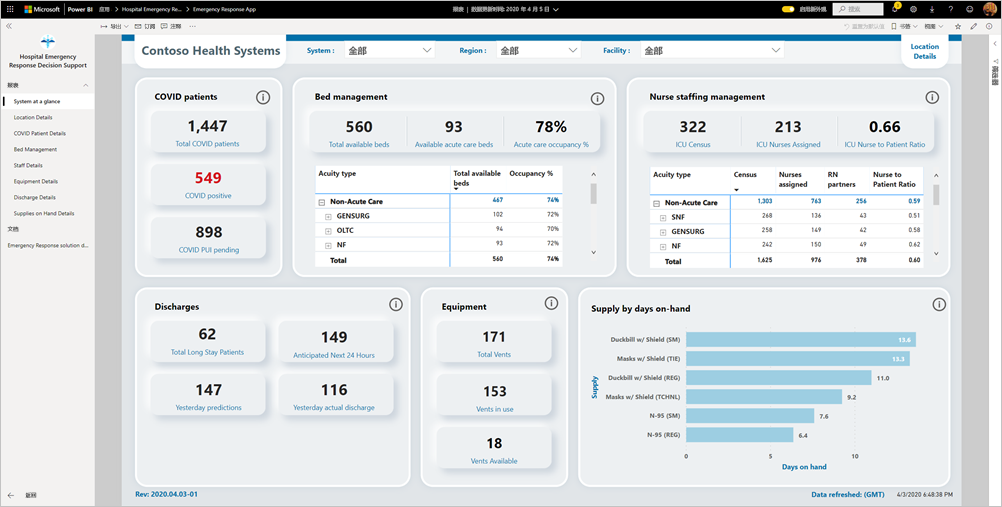 Microsoft Power BI 应用 Hospital Emergency Re... Emergency Response App 报表 | 数据更新时间: 2020 年 4 月 5 日 启用新外观 搜索 1
导出 订阅 注释 ... 重置为默认值 书签 视图
Hospital Emergency
Response Decision Support
报表
System at a glance
Location Details
COVID Patient Details
Bed Management
Staff Details
Equipment Details
Discharge Details
Supplies on Hand Details
文档
Emergency Response solution d...
返回
筛选器
Contoso Health Systems
System : 全部 Region : 全部 Facility : 全部
Location
Details
COVID patients
1,447
Total COVID patients
549
COVID positive
898
COVID PUI pending
Bed management
560 93 78%
Total available beds Available acute care beds Acute care occupancy %
Acuity type Total available beds Occupancy %
Non-Acute Care 467 74%
GENSURG 102 72%
OLTC 94 70%
NF 93 72%
Total 560 74%
Nurse staffing management
322 213 0.66
ICU Census ICU Nurses Assigned ICU Nurse to Patient Ratio
Acuity type Census Nurses assigned RN partners Nurse to Patient Ratio
Non-Acute Care 1,303 763 256 0.59
SNF 268 136 43 0.51
GENSURG 258 149 42 0.58
NF 242 150 49 0.62
Total 1,625 976 378 0.60
Discharges
62 149
Total Long Stay Patients Anticipated Next 24 Hours
147 116
Yesterday predictions Yesterday actual discharge
Equipment
171
Total Vents
153
Vents in use
18
Vents Available
Supply by days on-hand
Supply
Duckbill w/ Shield (SM) 13.6
Masks w/ Shield (TIE) 13.3
Duckbill w/ Shield (REG) 11.0
Masks w/ Shield (TCHNL) 9.2
N-95 (SM) 7.6
N-95 (REG) 6.4
0 5 10
Days on hand
Rev: 2020.04.03-01
Data refreshed: (GMT) 4/3/2020 6:48:38 PM